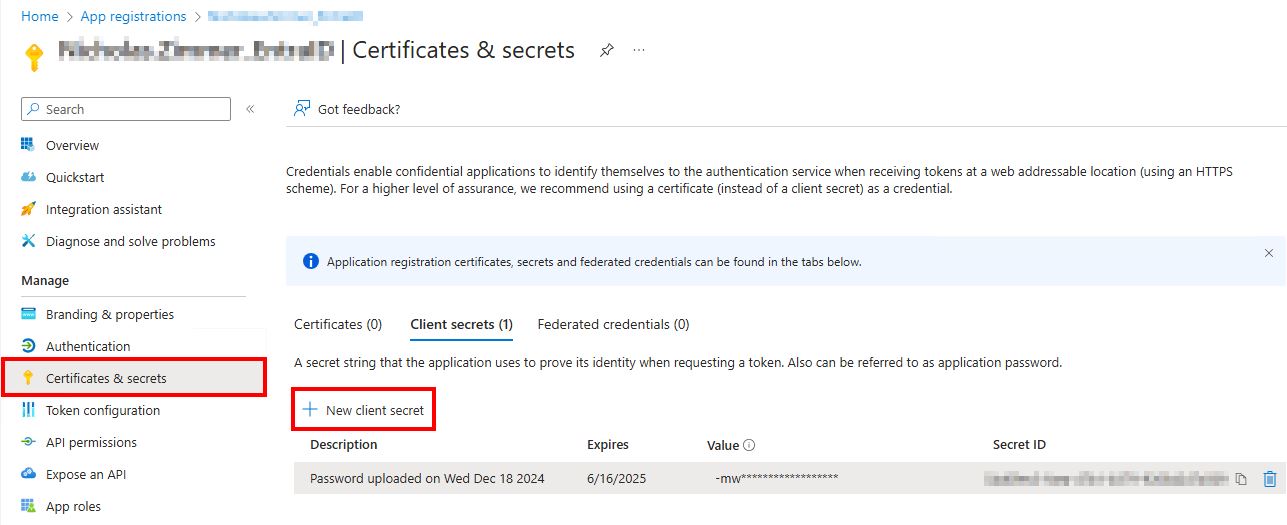 Home > App registrations >
| Certificates & secrets
Search
Got feedback?
Overview
Quickstart
Integration assistant
Diagnose and solve problems
Manage
Branding & properties
Authentication
Certificates & secrets
Token configuration
API permissions
Expose an API
App roles
Credentials enable confidential applications to identify themselves to the authentication service when receiving tokens at a web addressable location (using an HTTPS
scheme). For a higher level of assurance, we recommend using a certificate (instead of a client secret) as a credential.
Application registration certificates, secrets and federated credentials can be found in the tabs below.
Certificates (0) Client secrets (1) Federated credentials (0)
A secret string that the application uses to prove its identity when requesting a token. Also can be referred to as application password.
New client secret
Description Expires Value Secret ID
Password uploaded on Wed Dec 18 2024 6/16/2025 -mw******************